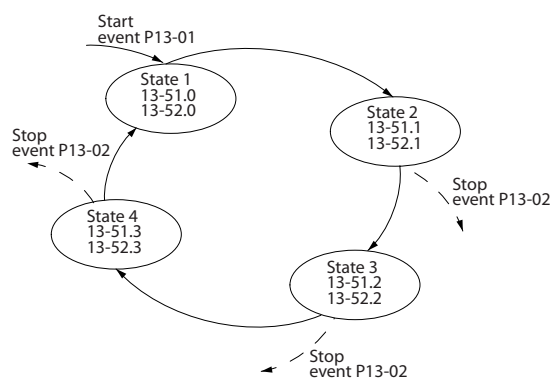 Start
event P13-01
State 1
13-51.0
13-52.0
State 2
13-51.1
13-52.1
Stop
event P13-02
Stop
event P13-02
State 4
13-51.3
13-52.3
State 3
13-51.2
13-52.2
Stop
event P13-02